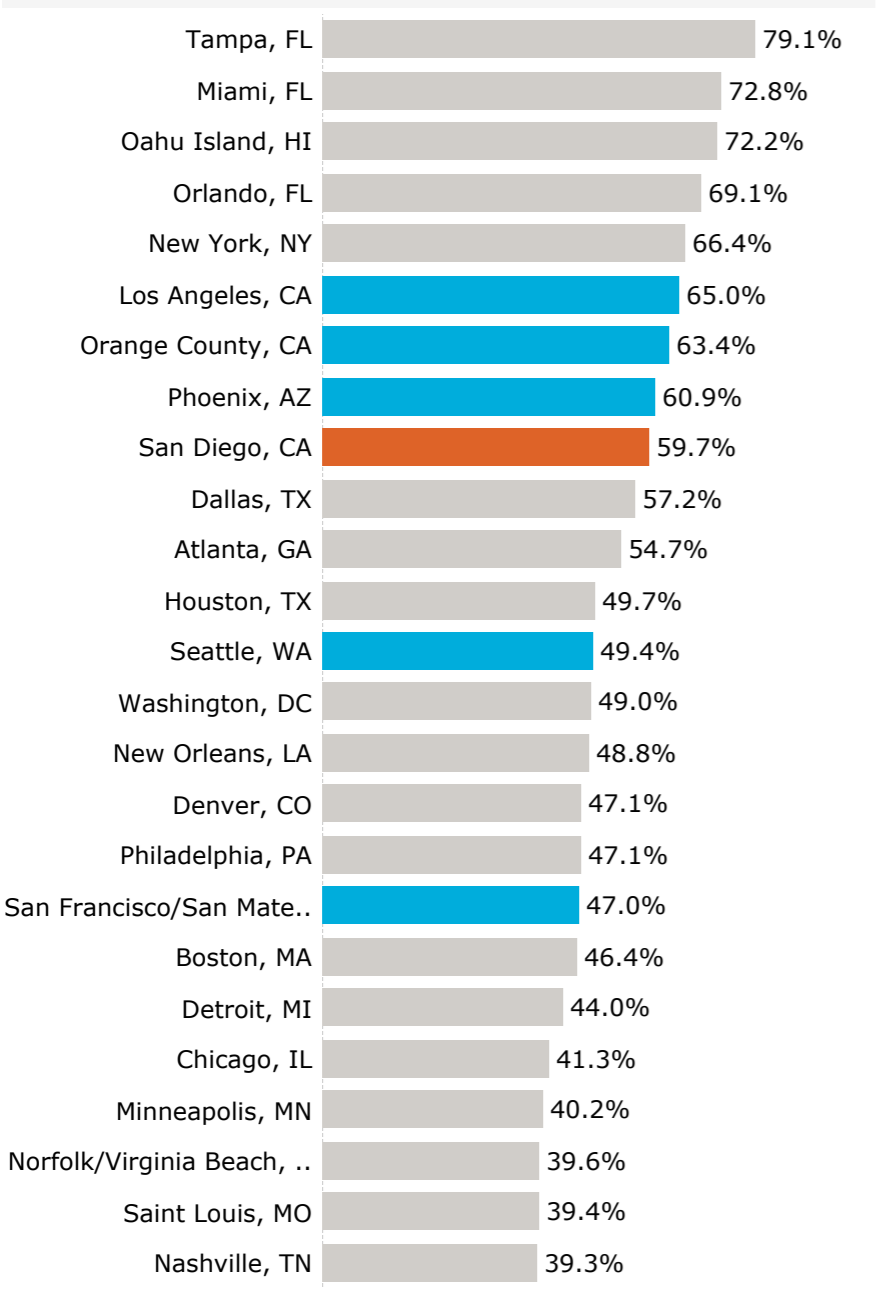 Tampa, FL 79.1%
Miami, FL 72.8%
Oahu Island, HI 72.2%
Orlando, FL 69.1%
New York, NY 66.4%
Los Angeles, CA 65.0%
Orange County, CA 63.4%
Phoenix, AZ 60.9%
San Diego, CA 59.7%
Dallas, TX 57.2%
Atlanta, GA 54.7%
Houston, TX 49.7%
Seattle, WA 49.4%
Washington, DC 49.0%
New Orleans, LA 48.8%
Denver, CO 47.1%
Philadelphia, PA 47.1%
San Francisco/San Mate.. 47.0%
Boston, MA 46.4%
Detroit, MI 44.0%
Chicago, IL 41.3%
Minneapolis, MN 40.2%
Norfolk/Virginia Beach, .. 39.6%
Saint Louis, MO 39.4%
Nashville, TN 39.3%